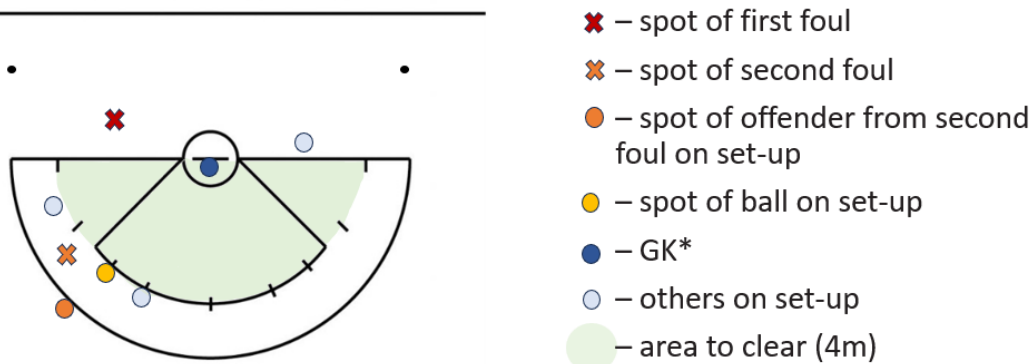 – spot of first foul
– spot of second foul
– spot of offender from second
foul on set-up
– spot of ball on set-up
– GK*
– others on set-up
– area to clear (4m)